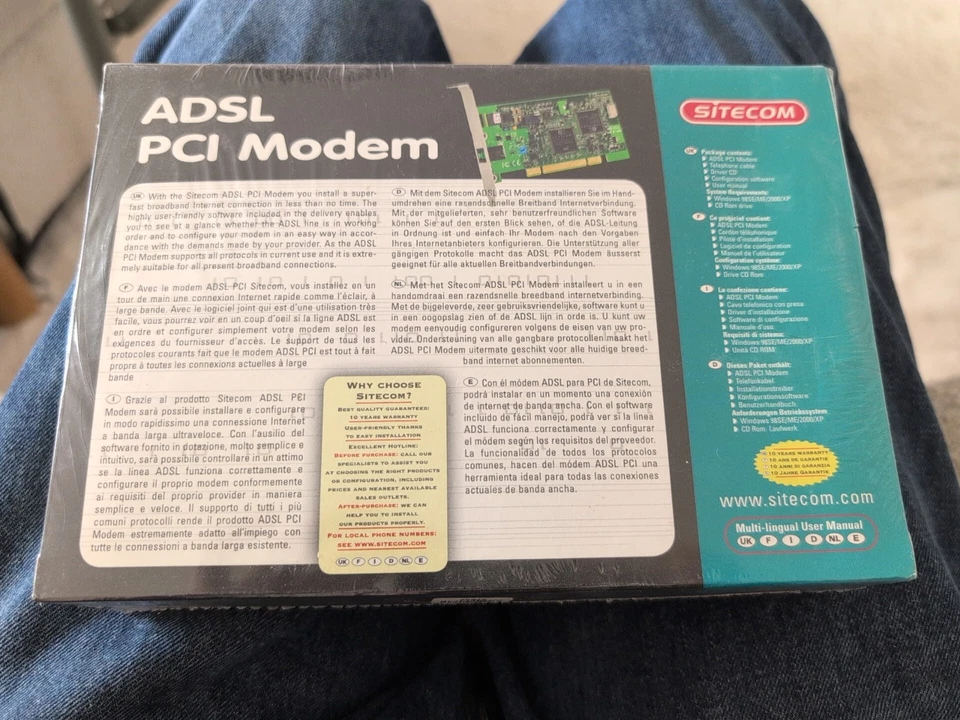 ADSL
PCI Modem
UK With the Sitecom ADSL PCI Modem you install a super-
fast broadband Internet connection in less than no time. The
highly user-friendly software included in the delivery enables
you to see at a glance whether the ADSL line is in working
order and to configure your modem in an easy way in accor-
dance with the demands made by your provider. As the ADSL
PCI Modem supports all protocols in current use and it is extre-
mely suitable for all present broadband connections.
F Avec le modem ADSL PCI Sitecom, vous installez en un
tour de main une connexion Internet rapide comme l'éclair, à
large bande. Avec le logiciel joint qui est d'une utilisation très
facile, vous pourrez voir en un coup d'oeil si la ligne ADSL est
en ordre et configurer simplement votre modem selon les
exigences du fournisseur d'accès. Le support de tous les
protocoles courants fait que le modem ADSL PCI est tout à fait
propre à toutes les connexions actuelles à large
bande
I Grazie al prodotto Sitecom ADSL PCI
Modem sarà possibile installare e configurare
in modo rapidissimo una connessione Internet
a banda larga ultraveloce. Con l'ausilio del
software fornito in dotazione, molto semplice e
intuitivo, sarà possibile controllare in un attimo
se la linea ADSL funziona correttamente e
configurare il proprio modem conformemente
ai requisiti del proprio provider in maniera
semplice e veloce. Il supporto di tutti i più
comuni protocolli rende il prodotto ADSL PCI
Modem estremamente adatto all'impiego con
tutte le connessioni a banda larga esistente.
D Mit dem Sitecom ADSL PCI Modem installieren Sie im Hand-
umdrehen eine rasendschnelle Breitband Internetverbindung.
Mit der mitgelieferten, sehr benutzerfreundlichen Software
können Sie auf den ersten Blick sehen, of die ADSL-Leitung
in Ordnung ist und einfach Ihr Modem nach den Vorgaben
Ihres Internetanbieters konfigurieren. Die Unterstützung aller
gängigen Protokolle macht das ADSL PCI Modem äusserst
geeignet für alle aktuellen Breitbandverbindungen.
NL Met het Sitecom ADSL PCI Modem installeert u in een
handomdraai een razendsnelle breedband internetverbinding.
Met de bijgeleverde, zeer gebruiksvriendelijke, software kunt u
in een oogopslag zien of de ADSL lijn in orde is. U kunt uw
modem eenvoudig configureren volgens de eisen van uw pro-
vider. Ondersteuning van alle gangbare protocollen maakt het
ADSL PCI Modem uitermate geschikt voor alle huidige breed-
band internet abonnementen.
E Con él módem ADSL para PCI de Sitecom,
podrá instalar en un momento una conexión
de internet de banda ancha. Con el software
incluido de fácil manejo, podrá ver si la línea
ADSL funciona correctamente y configurar
el módem según los requisitos del proveedor.
La funcionalidad de todos los protocolos
comunes, hacen del módem ADSL PCI una
herramienta ideal para todas las conexiones
actuales de banda ancha.
WHY CHOOSE
SITECOM?
BEST QUALITY GUARANTEED:
10 YEARS WARRANTY
USER-FRIENDLY THANKS
TO EASY INSTALLATION
EXCELLENT HOTLINE:
BEFORE PURCHASE: CALL OUR
SPECIALISTS TO ASSIST YOU
AT CHOOSING THE RIGHT PRODUCTS
OR CONFIGURATION, INCLUDING
PRICES AND NEAREST AVAILABLE
SALES OUTLETS.
AFTER-PURCHASE: WE CAN
HELP YOU TO INSTALL
OUR PRODUCTS PROPERLY.
FOR LOCAL PHONE NUMBERS:
SEE WWW.SITECOM.COM
UK F I D NL E
SITECOM
UK Package contents:
ADSL PCI Modem
Telephone cable
Driver CD
Configuration software
User manual
System Requirements:
Windows 98SE/ME/2000/XP
CD Rom drive
F Ce progiciel contient:
ADSL PCI Modem
Cordon téléphonique
Pilote d'installation
Logiciel de configuration
Manuel de l'utilisateur
Configuration système:
Windows 98SE/ME/2000/XP
Drive CD Rom
I La confezione contiene:
ADSL PCI Modem
Cavo telefonico con presa
Driver d'installazione
Software di configurazione
Manuale d'uso
Requisiti di sistema:
Windows 98SE/ME/2000/XP
Unità CD ROM
D Dieses Paket enthält:
ADSL PCI Modem
Telefonkabel
Installationstreiber
Konfigurationssoftware
Benutzerhandbuch
Anforderungen Betriebssystem
Windows 98SE/ME/2000/XP
CD Rom. Laufwerk
10 YEARS WARRANTY
10 ANS DE GARANTIE
10 ANNI DI GARANZIA
10 JAHRE GARANTIE
www.sitecom.com
Multi-lingual User Manual
UK F I D NL E